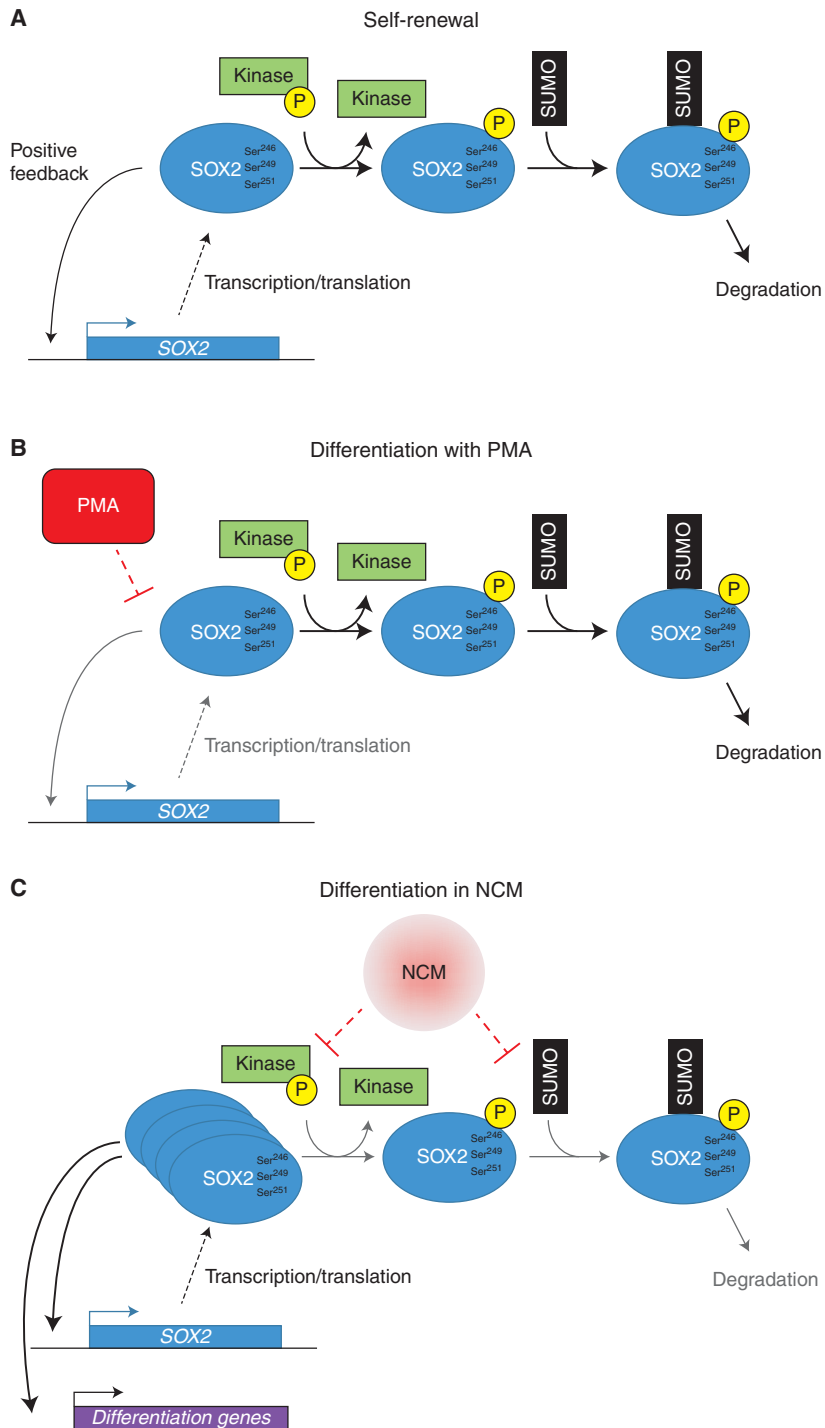 A
Self-renewal
Kinase
P
Kinase
SUMO
SUMO
P
P
Positive
feedback
SOX2
Ser246
Ser249
Ser251
SOX2
Ser246
Ser249
Ser251
SOX2
Ser246
Ser249
Ser251
Transcription/translation
Degradation
SOX2
B
Differentiation with PMA
PMA
Kinase
P
Kinase
SUMO
SUMO
P
P
SOX2
Ser246
Ser249
Ser251
SOX2
Ser246
Ser249
Ser251
SOX2
Ser246
Ser249
Ser251
Transcription/translation
Degradation
SOX2
C
Differentiation in NCM
NCM
Kinase
P
Kinase
SUMO
SUMO
P
P
SOX2
Ser246
Ser249
Ser251
SOX2
Ser246
Ser249
Ser251
SOX2
Ser246
Ser249
Ser251
Transcription/translation
Degradation
SOX2
Differentiation genes